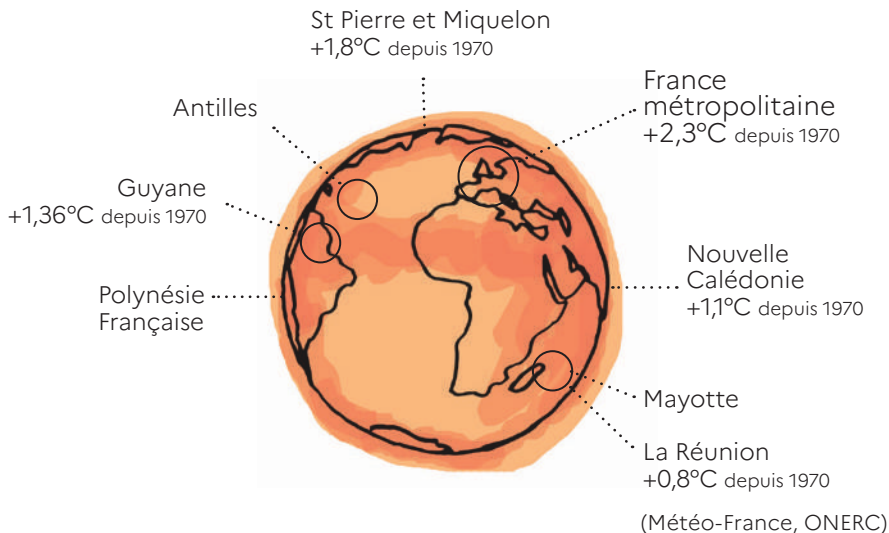 St Pierre et Miquelon
+1,8°C depuis 1970
France
métropolitaine
+2,3°C depuis 1970
Antilles
Guyane
+1,36°C depuis 1970
Nouvelle
Calédonie
+1,1°C depuis 1970
Polynésie
Française
Mayotte
La Réunion
+0,8°C depuis 1970
(Météo-France, ONERC)